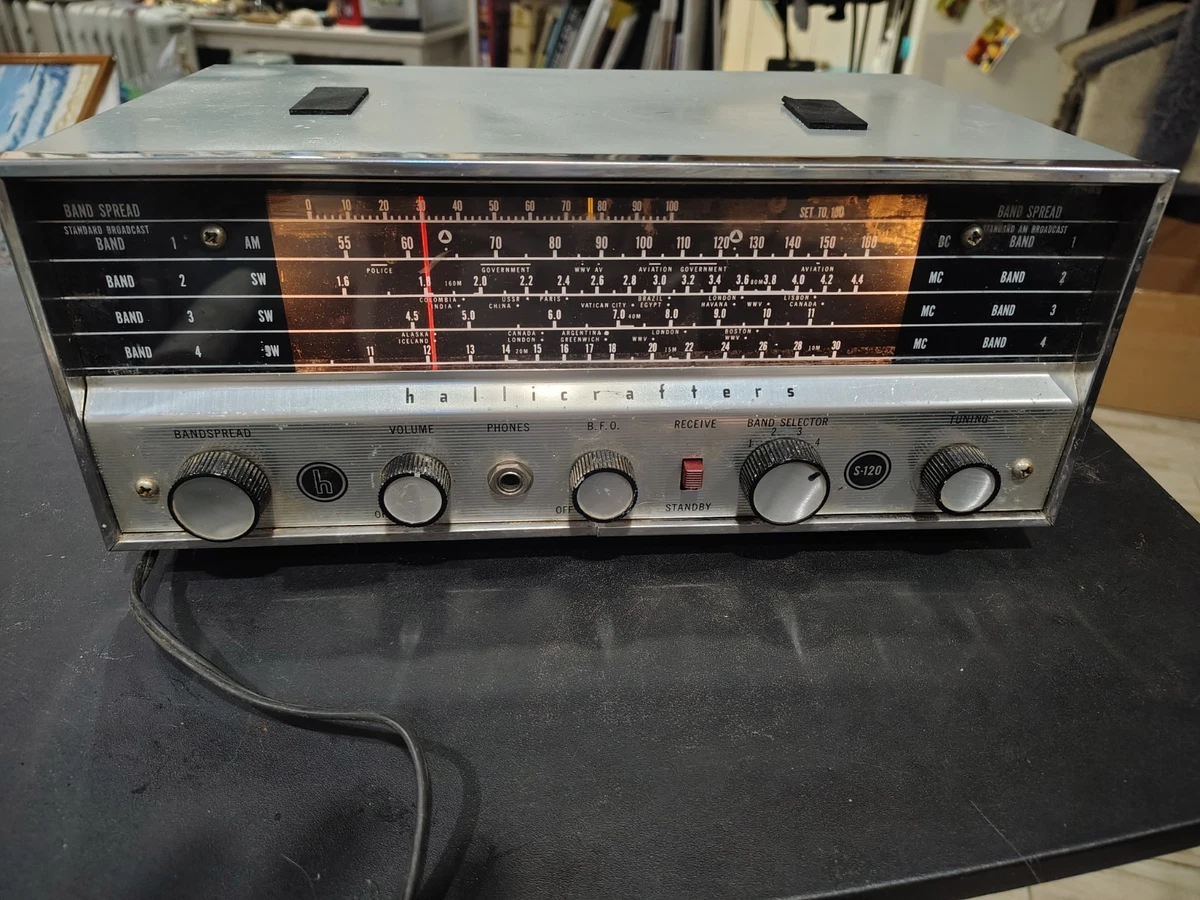 BAND SPREAD 0 10 20 30 40 50 60 70 80 90 100 SET TO 100 BAND SPREAD
STANDARD BROADCAST STANDARD AM BROADCAST
BAND 1 AM 55 60 70 80 90 100 110 120 130 140 150 160 DC BAND 1
POLICE GOVERNMENT WWV AV AVIATION GOVERNMENT AVIATION
BAND 2 SW 1.6 1.8 160M 2.0 2.2 2.4 2.6 2.8 3.0 3.2 3.4 3.6 80M 3.8 4.0 4.2 4.4 MC BAND 2
COLOMBIA USSR PARIS BRAZIL LONDON LISBON
INDIA CHINA VATICAN CITY EGYPT HAVANA WWV CANADA
BAND 3 SW 4.5 5.0 6.0 7.0 40M 8.0 9.0 10 11 MC BAND 3
ALASKA CANADA ARGENTINA LONDON BOSTON
ICELAND LONDON GREENWICH WWV WWV
BAND 4 SW 11 12 13 14 20M 15 16 17 18 20 15M 22 24 26 28 10M 30 MC BAND 4
hallicrafters
BANDSPREAD VOLUME PHONES B.F.O. RECEIVE BAND SELECTOR TUNING
1 2 3 4
h S-120
OFF STANDBY